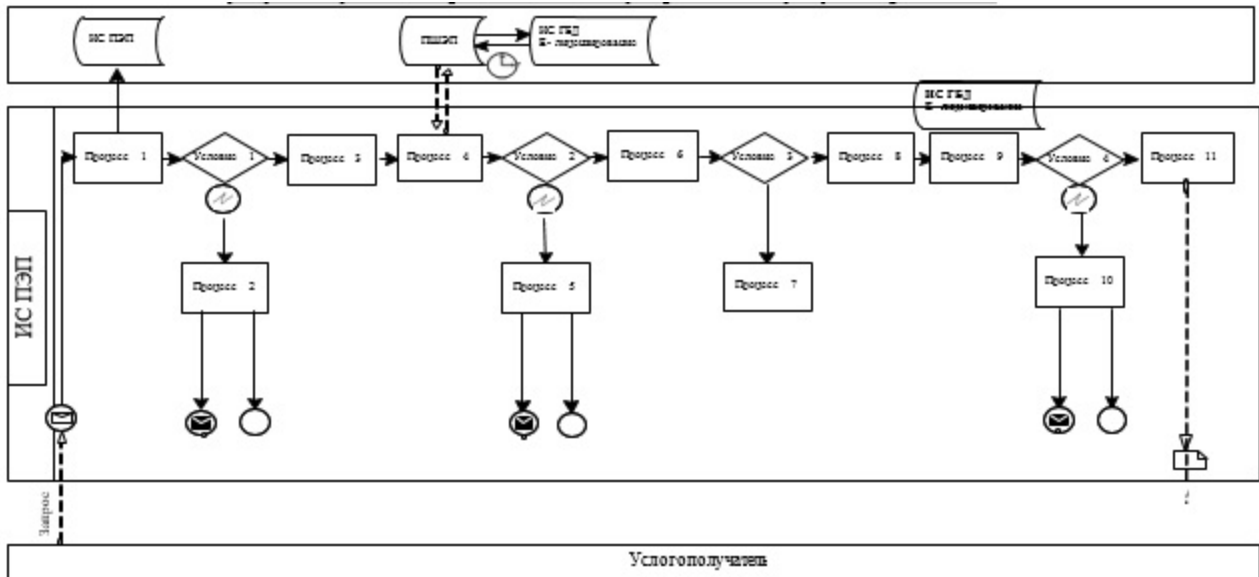 ИС ПЭП
ПШЭП
ИС ГБД
Е- лицензирование
ИС ГБД
Е- лицензирование
Процесс 1
Условие 1
Процесс 3
Процесс 4
Условие 2
Процесс 6
Условие 3
Процесс 8
Процесс 9
Условие 4
Процесс 11
Процесс 2
Процесс 5
Процесс 7
Процесс 10
ИС ПЭП
Запрос
Услогополучатель